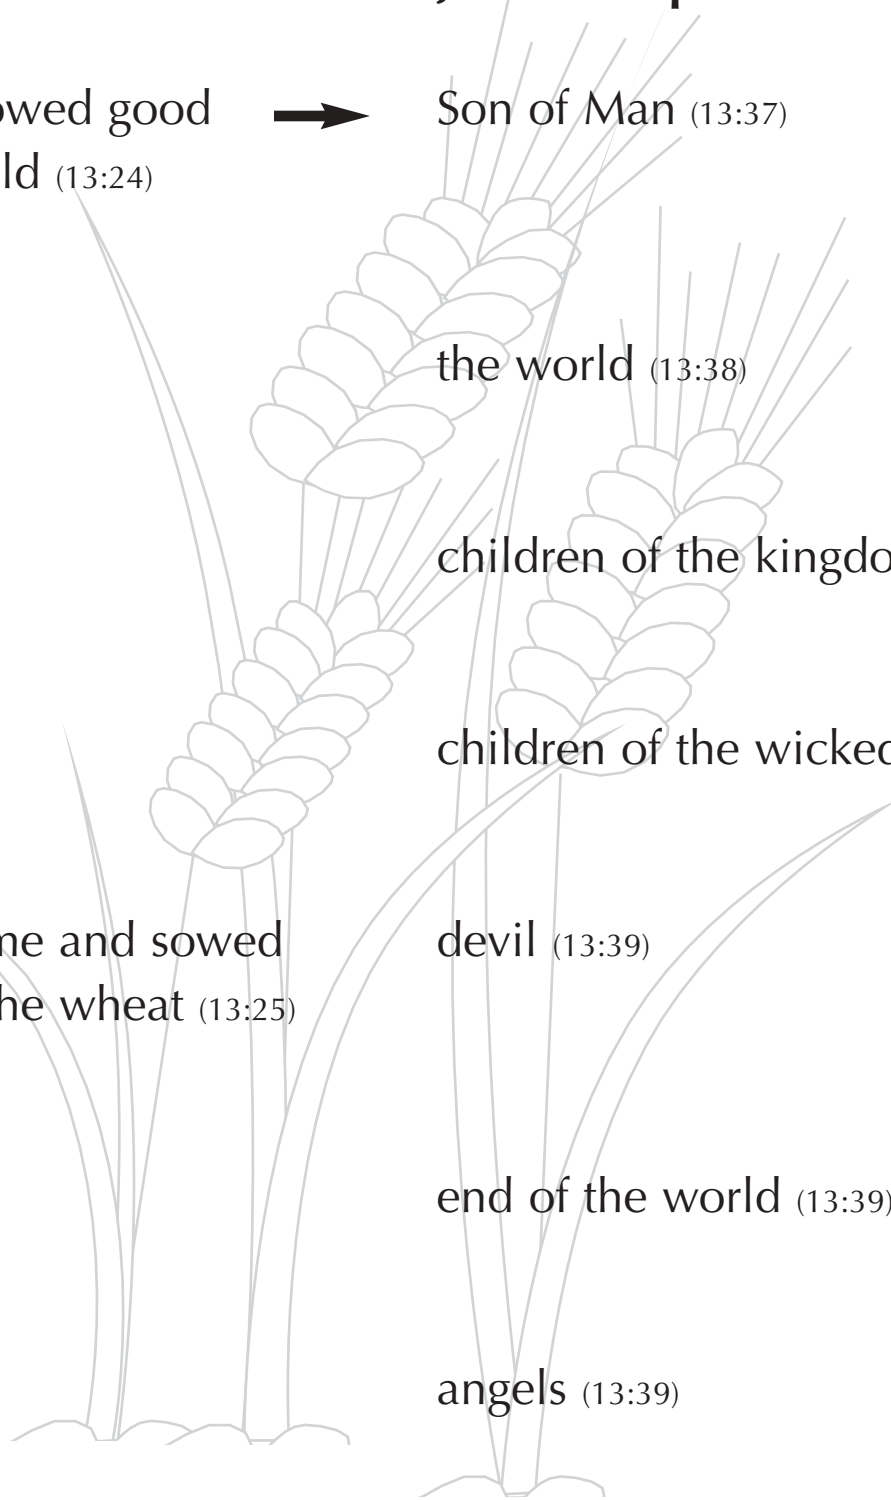 owed good Son of Man (13:37)
ld (13:24)
the world (13:38)
children of the kingdo
children of the wicked
me and sowed devil (13:39)
he wheat (13:25)
end of the world (13:39)
angels (13:39)